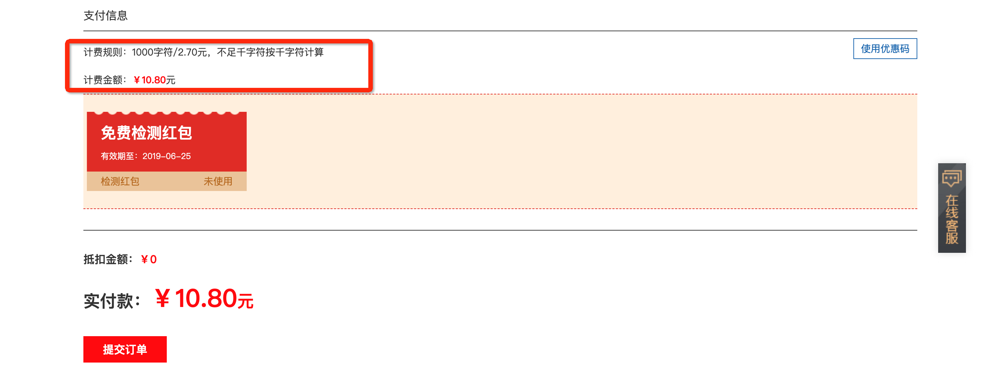 支付信息
计费规则：1000字符/2.70元，不足千字符按千字符计算
使用优惠码
计费金额：￥10.80元
免费检测红包
有效期至：2019-06-25
检测红包 未使用
在线客服
抵扣金额：￥0
实付款：￥10.80元
提交订单